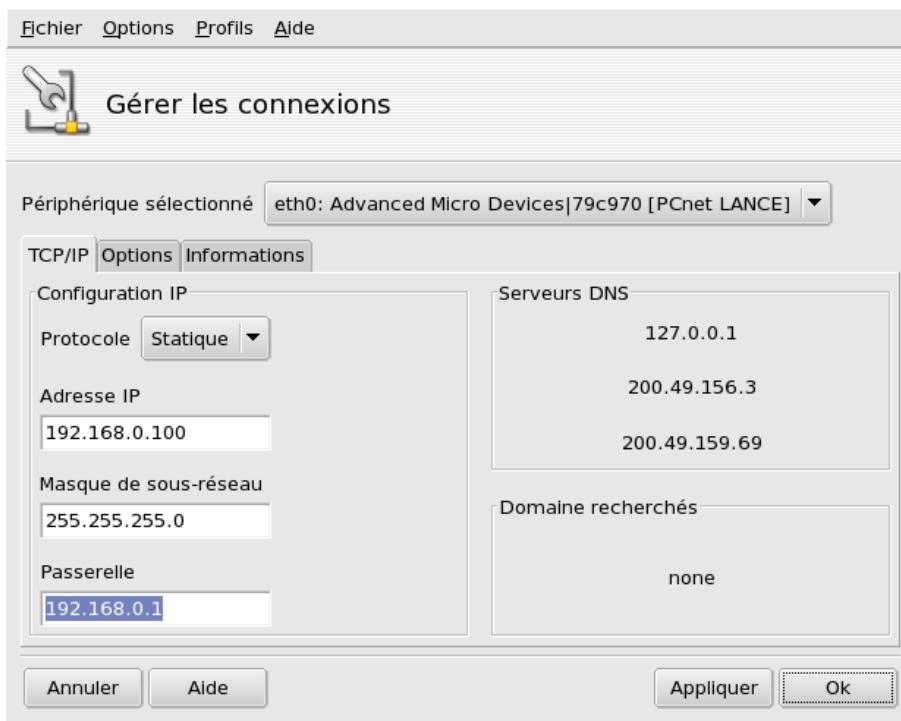 Fichier Options Profils Aide
Gérer les connexions
Périphérique sélectionné eth0: Advanced Micro Devices|79c970 [PCnet LANCE]
TCP/IP Options Informations
Configuration IP
Protocole Statique
Adresse IP
192.168.0.100
Masque de sous-réseau
255.255.255.0
Passerelle
192.168.0.1
Serveurs DNS
127.0.0.1
200.49.156.3
200.49.159.69
Domaine recherchés
none
Annuler Aide Appliquer Ok